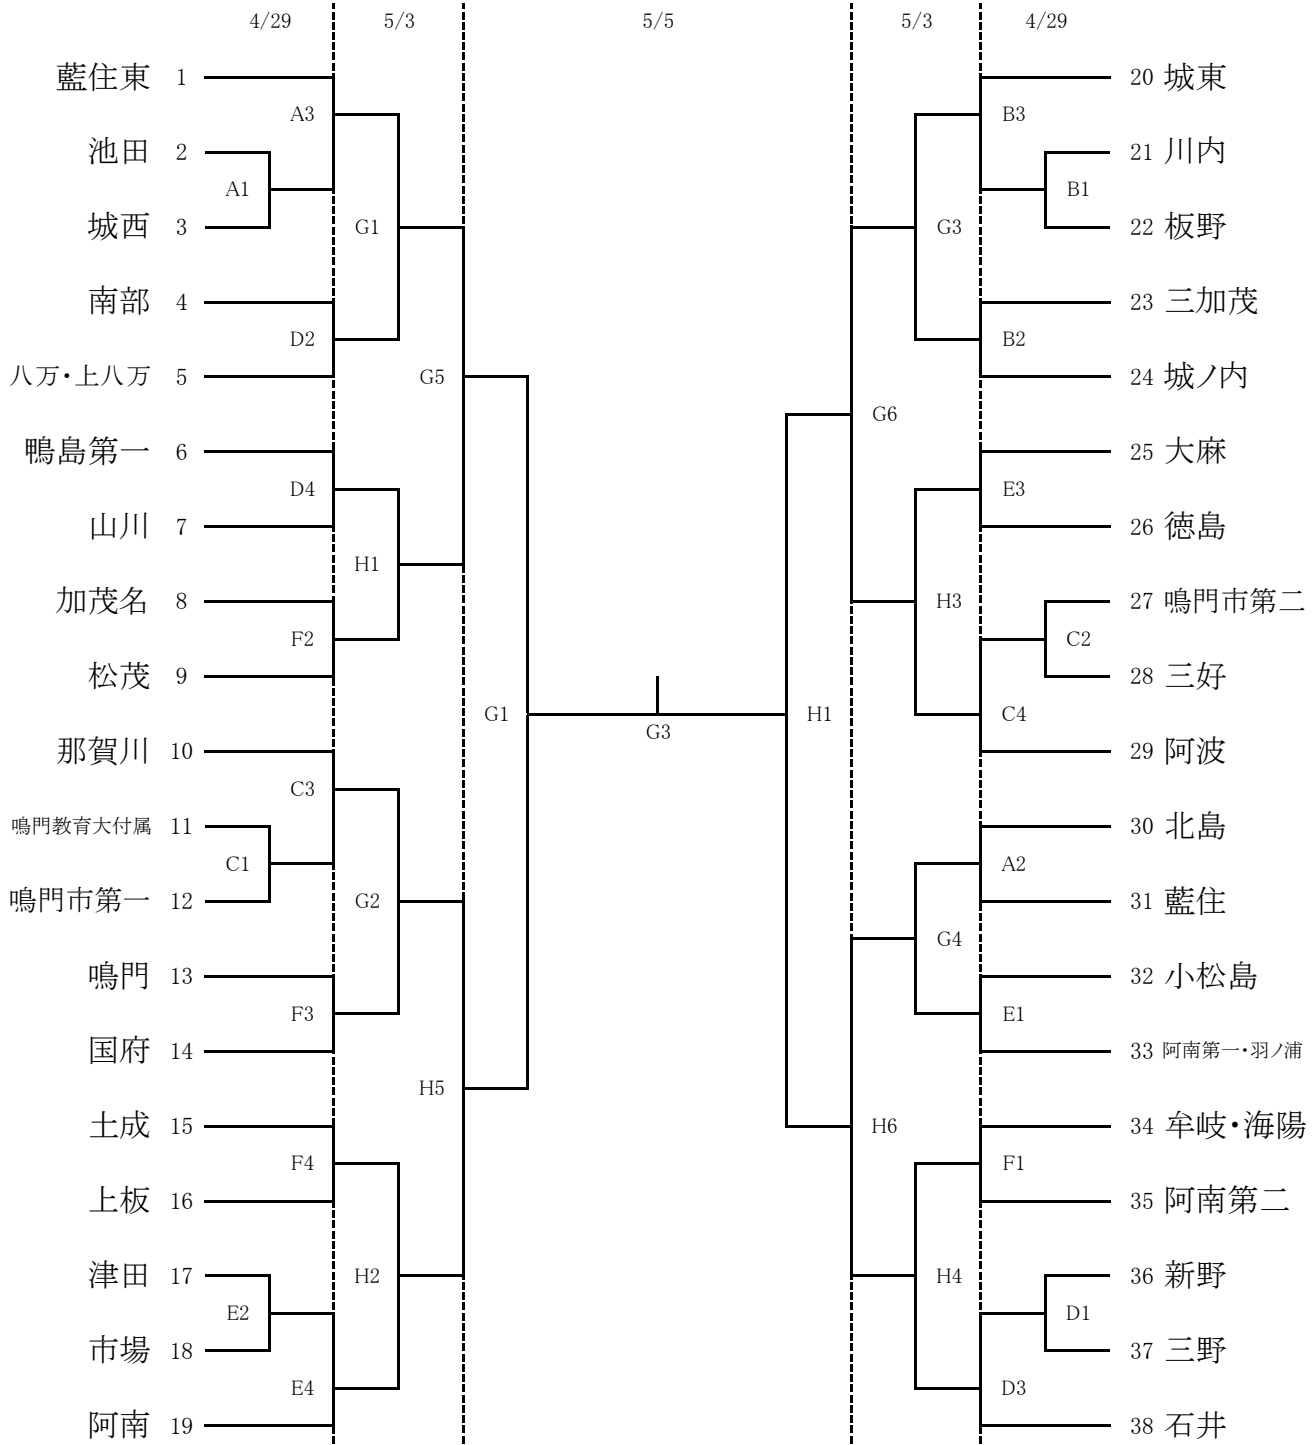 4/29 5/3 5/5 5/3 4/29
藍住東 1
A3
池田 2
A1
城西 3
G1
南部 4
D2
八万・上八万 5
G5
鴨島第一 6
D4
山川 7
H1
加茂名 8
F2
松茂 9
G1
那賀川 10
C3
鳴門教育大付属 11
C1
鳴門市第一 12
G2
鳴門 13
F3
国府 14
H5
土成 15
F4
上板 16
津田 17
H2
E2
市場 18
E4
阿南 19
G3
20 城東
B3
21 川内
B1
22 板野
G3
23 三加茂
B2
24 城ノ内
G6
25 大麻
E3
26 徳島
27 鳴門市第二
H3
C2
28 三好
H1
C4
29 阿波
30 北島
A2
31 藍住
G4
32 小松島
E1
33 阿南第一・羽ノ浦
34 牟岐・海陽
H6
F1
35 阿南第二
36 新野
H4
D1
37 三野
D3
38 石井